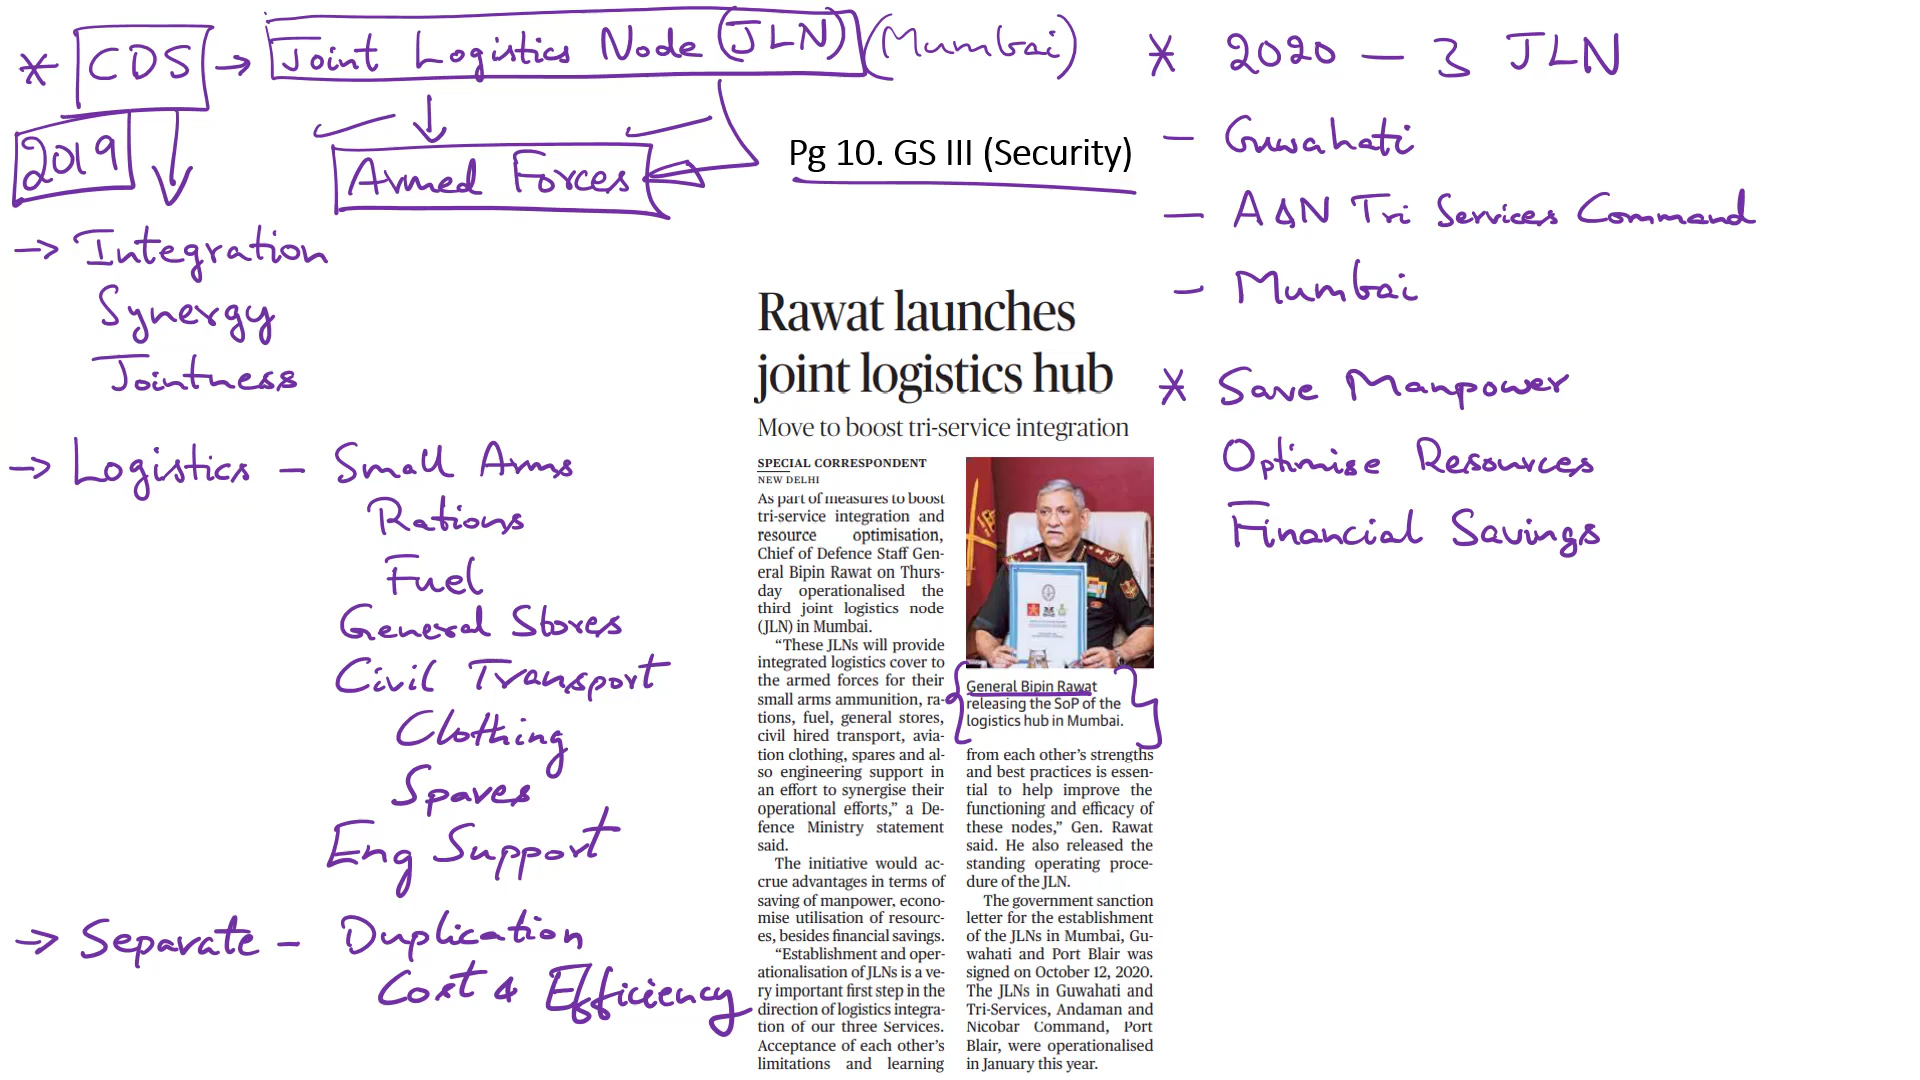 * CDS → Joint Logistics Node (JLN) (Mumbai)
2019
Armed Forces
→ Integration
Synergy
Jointness
→ Logistics - Small Arms
Rations
Fuel
General Stores
Civil Transport
Clothing
Spares
Eng Support
→ Separate - Duplication
Cost & Efficiency
Pg 10. GS III (Security)
Rawat launches
joint logistics hub
Move to boost tri-service integration
SPECIAL CORRESPONDENT
NEW DELHI
As part of measures to boost
tri-service integration and
resource optimisation,
Chief of Defence Staff Gen-
eral Bipin Rawat on Thurs-
day operationalised the
third joint logistics node
(JLN) in Mumbai.
“These JLNs will provide
integrated logistics cover to
the armed forces for their
small arms ammunition, ra-
tions, fuel, general stores,
civil hired transport, avia-
tion clothing, spares and al-
so engineering support in
an effort to synergise their
operational efforts,” a De-
fence Ministry statement
said.
The initiative would ac-
crue advantages in terms of
saving of manpower, econo-
mise utilisation of resourc-
es, besides financial savings.
“Establishment and oper-
ationalisation of JLNs is a ve-
ry important first step in the
direction of logistics integra-
tion of our three Services.
Acceptance of each other’s
limitations and learning
General Bipin Rawat
releasing the SoP of the
logistics hub in Mumbai.
from each other’s strengths
and best practices is essen-
tial to help improve the
functioning and efficacy of
these nodes,” Gen. Rawat
said. He also released the
standing operating proce-
dure of the JLN.
The government sanction
letter for the establishment
of the JLNs in Mumbai, Gu-
wahati and Port Blair was
signed on October 12, 2020.
The JLNs in Guwahati and
Tri-Services, Andaman and
Nicobar Command, Port
Blair, were operationalised
in January this year.
* 2020 — 3 JLN
- Guwahati
- A&N Tri Services Command
- Mumbai
* Save Manpower
Optimise Resources
Financial Savings